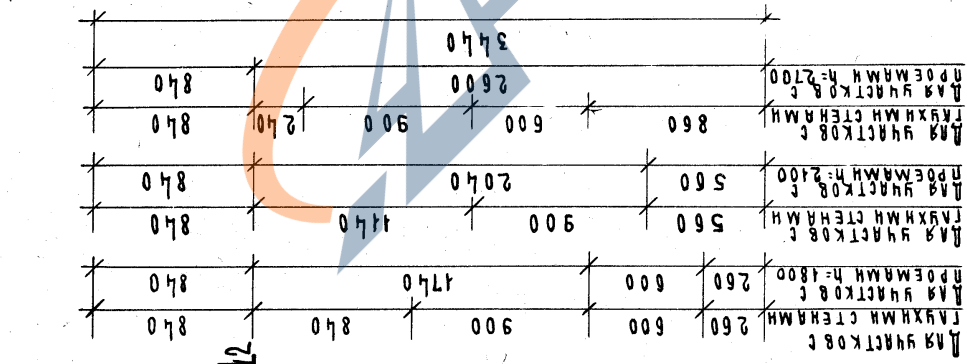 ДЛЯ УЧАСТКОВ С
ГЛУХИМИ СТЕНАМИ
260 600 900 840 840
ДЛЯ УЧАСТКОВ С
ПРОЕМАМИ h=1800
260 600 1740 840
ДЛЯ УЧАСТКОВ С
ГЛУХИМИ СТЕНАМИ
560 900 1140 840
ДЛЯ УЧАСТКОВ С
ПРОЕМАМИ h=2100
560 2040 840
ДЛЯ УЧАСТКОВ С
ГЛУХИМИ СТЕНАМИ
860 600 900 240 840
ДЛЯ УЧАСТКОВ С
ПРОЕМАМИ h=2700
2600 840
3440